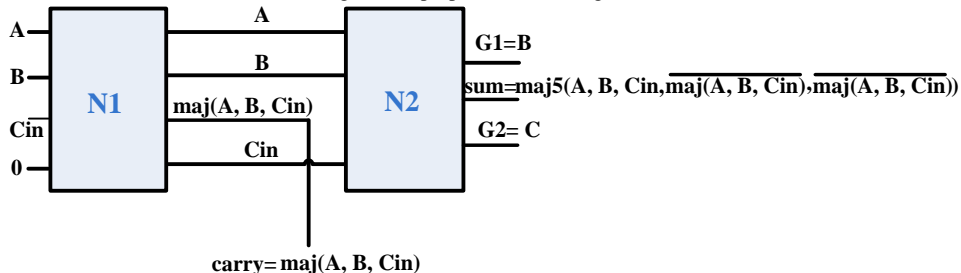 A
A
G1=B
B
B
sum=maj5(A, B, Cin,maj(A, B, Cin),maj(A, B, Cin))
N1
maj(A, B, Cin)
N2
Cin
G2= C
Cin
0
carry= maj(A, B, Cin)